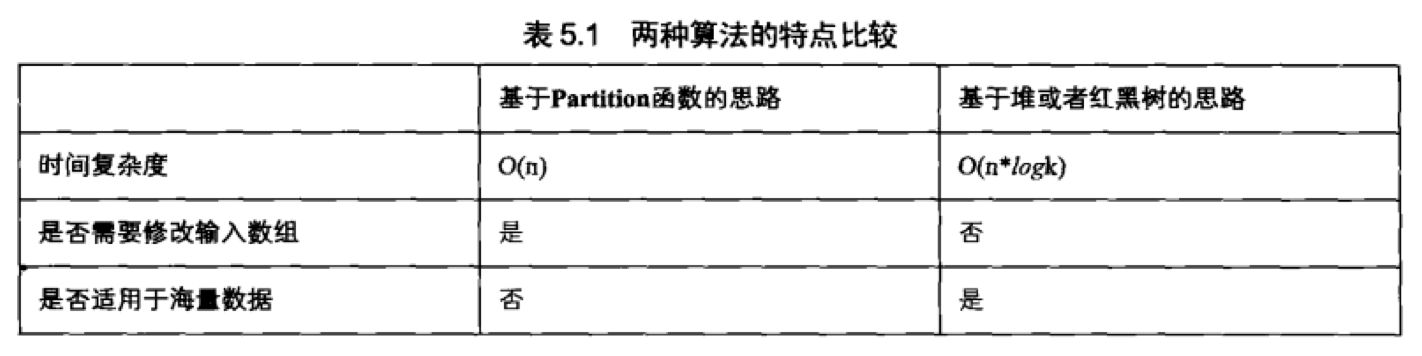 表 5.1 两种算法的特点比较
基于Partition函数的思路 基于堆或者红黑树的思路
时间复杂度 O(n) O(n*logk)
是否需要修改输入数组 是 否
是否适用于海量数据 否 是